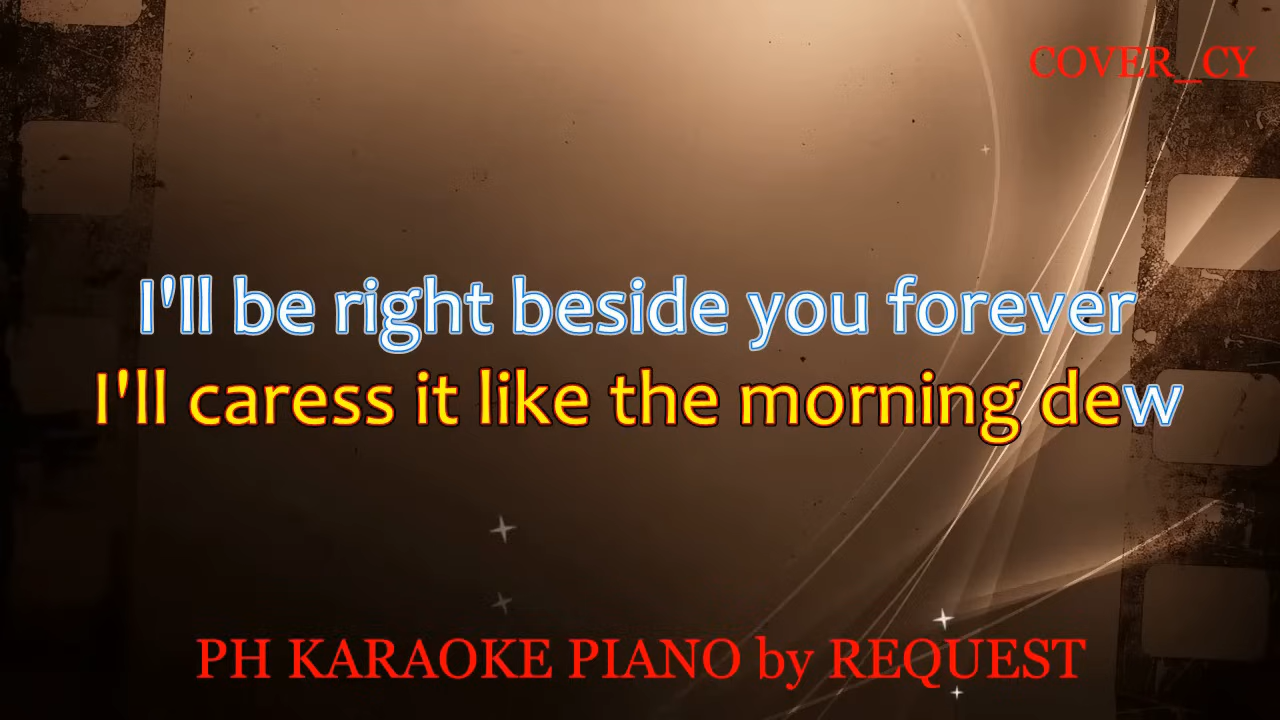 COVER_CY
I'll be right beside you forever
I'll caress it like the morning dew
PH KARAOKE PIANO by REQUEST